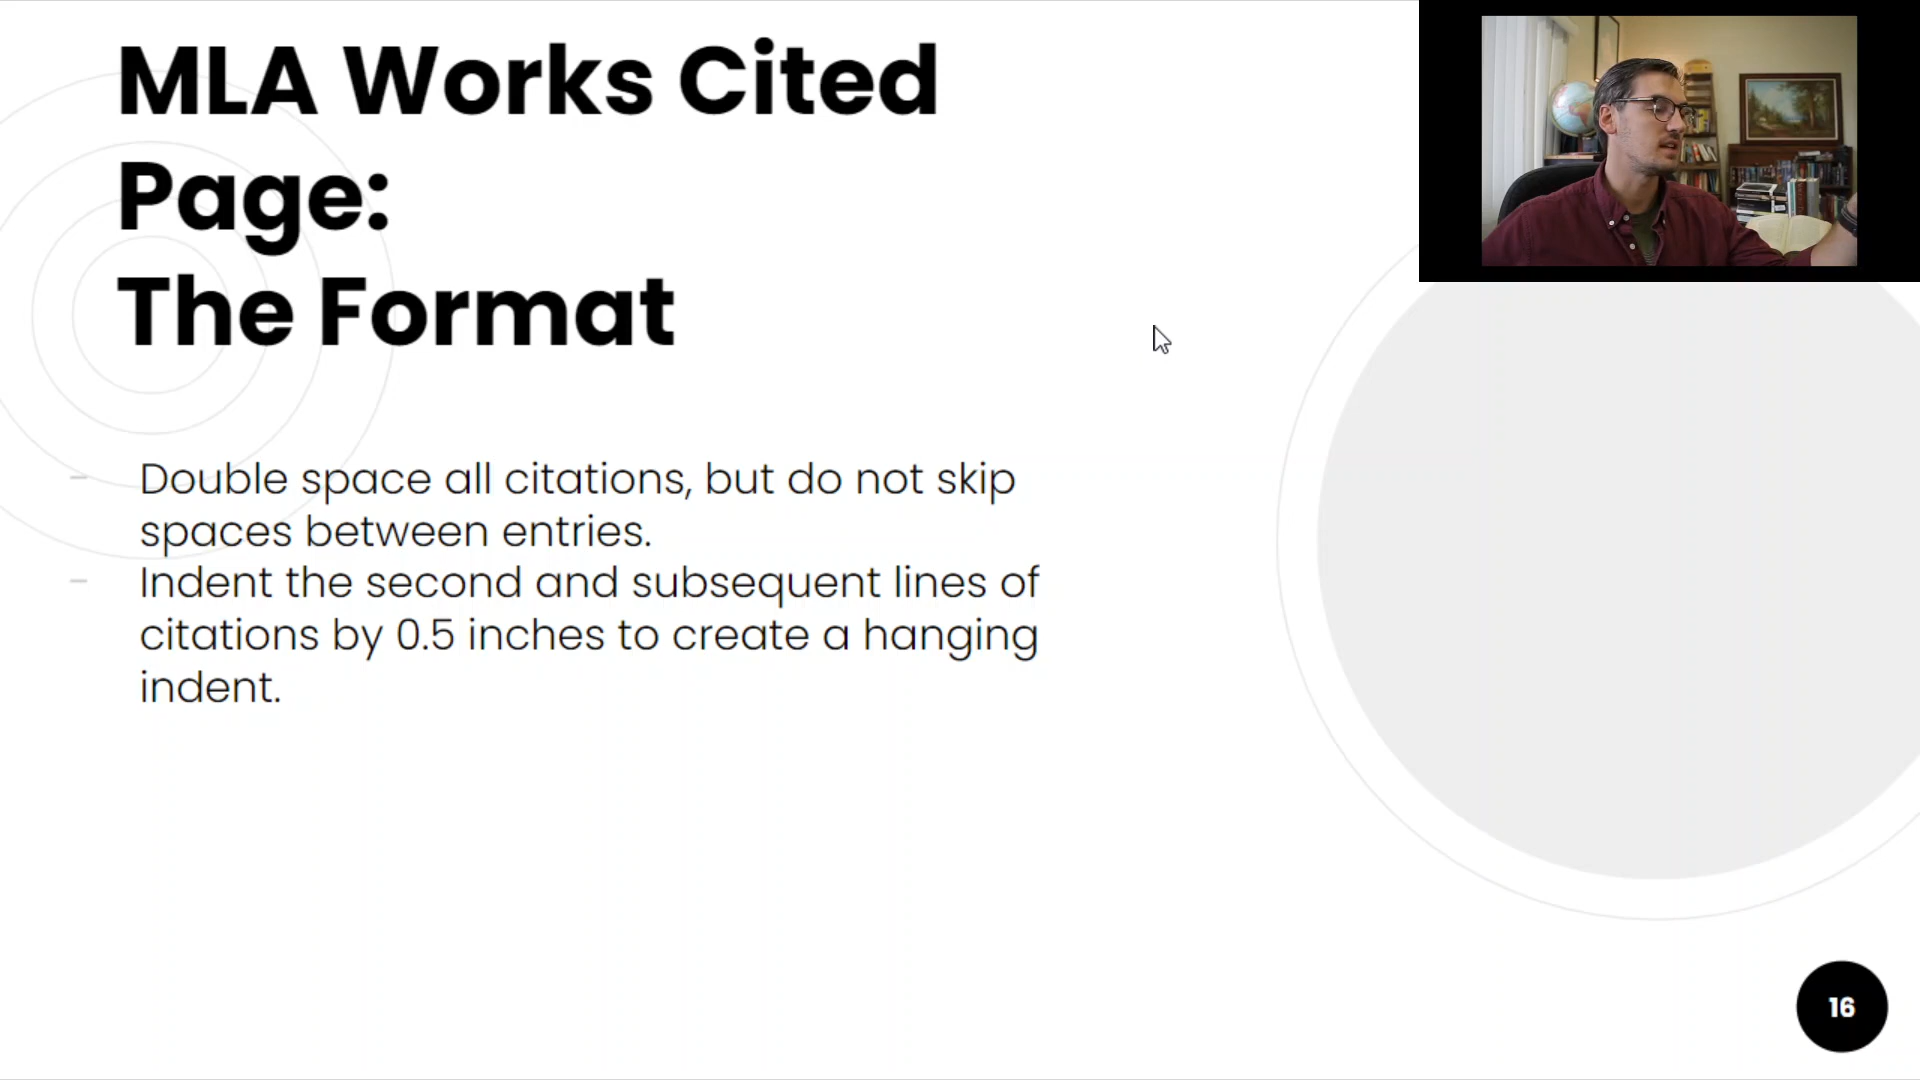 MLA Works Cited
Page:
The Format
- Double space all citations, but do not skip
spaces between entries.
- Indent the second and subsequent lines of
citations by 0.5 inches to create a hanging
indent.
16